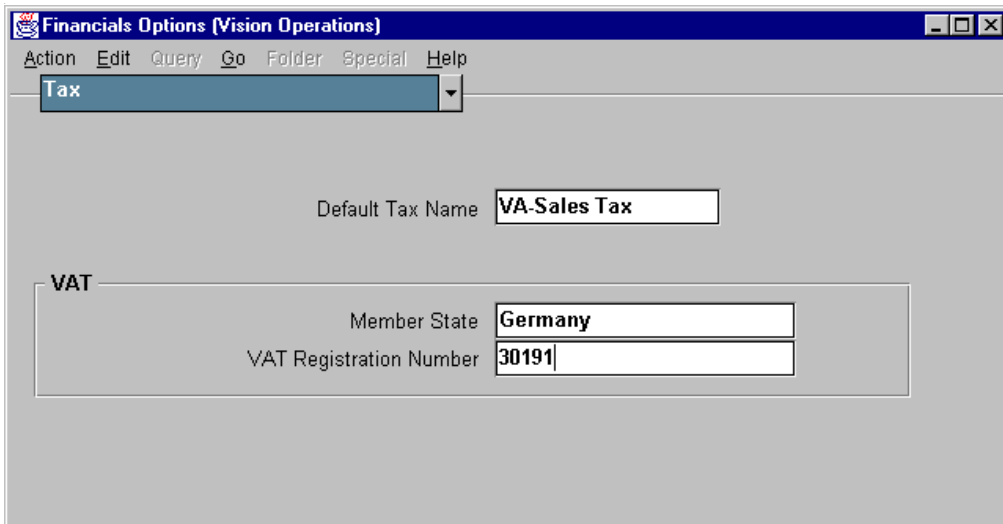 Financials Options (Vision Operations)
Action Edit Query Go Folder Special Help
Tax
Default Tax Name VA-Sales Tax
VAT
Member State Germany
VAT Registration Number 30191